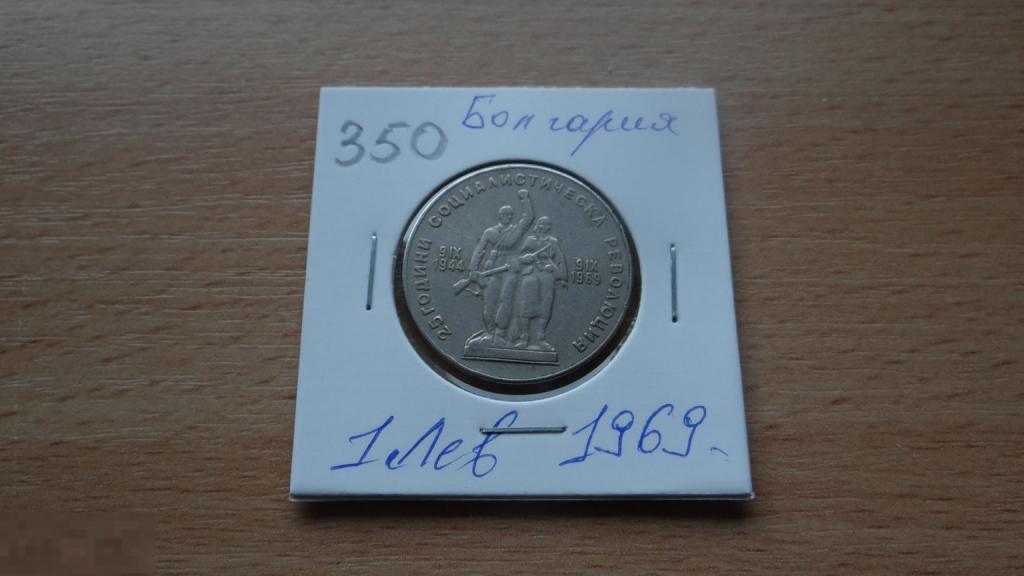 350 Болгария
25 ГОДИНИ СОЦИАЛИСТИЧЕСКА РЕВОЛЮЦИЯ
9 IX
1944
9 IX
1969
1 Лев 1969.